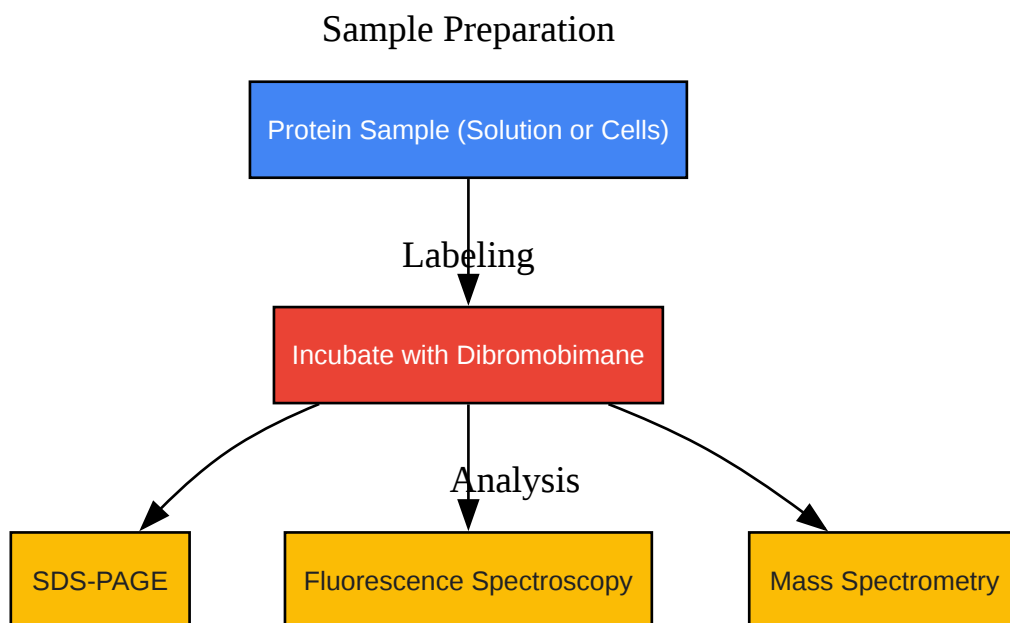 Sample Preparation
Protein Sample (Solution or Cells)
Labeling
Incubate with Dibromobimane
Analysis
SDS-PAGE
Fluorescence Spectroscopy
Mass Spectrometry